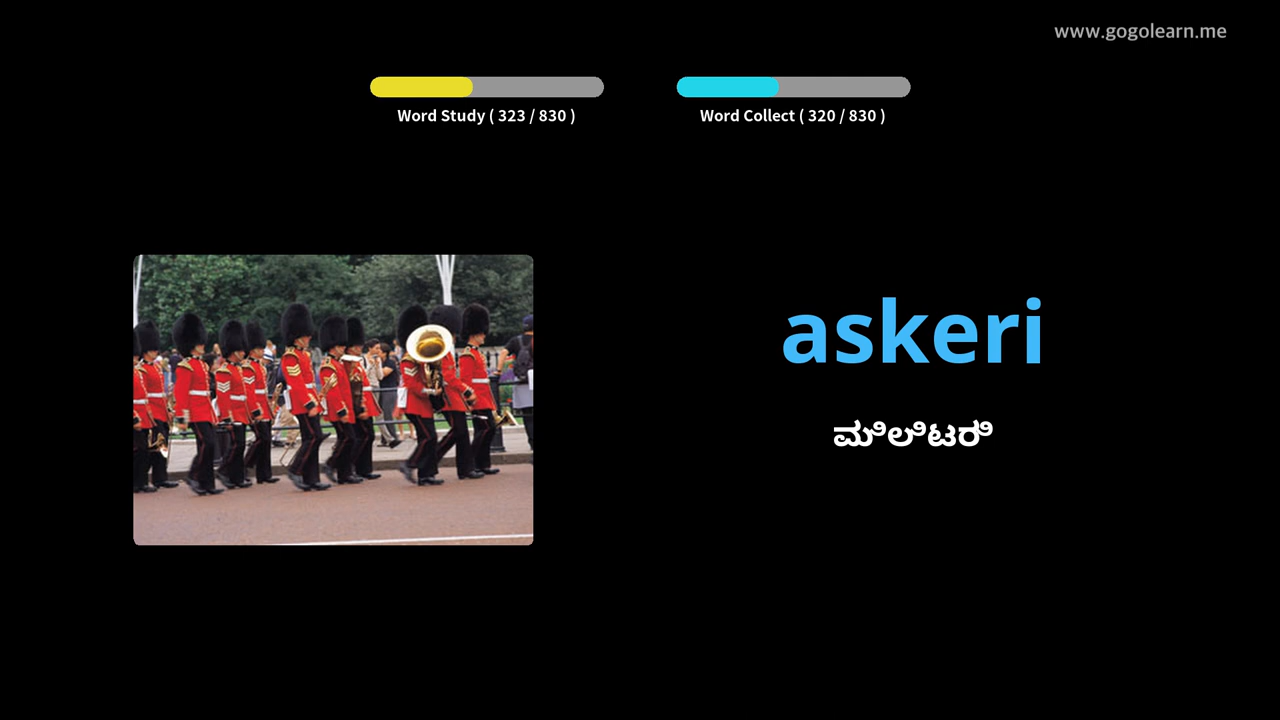 www.gogolearn.me
Word Study ( 323 / 830 )
Word Collect ( 320 / 830 )
askeri
ಮಿಲಿಟರಿ